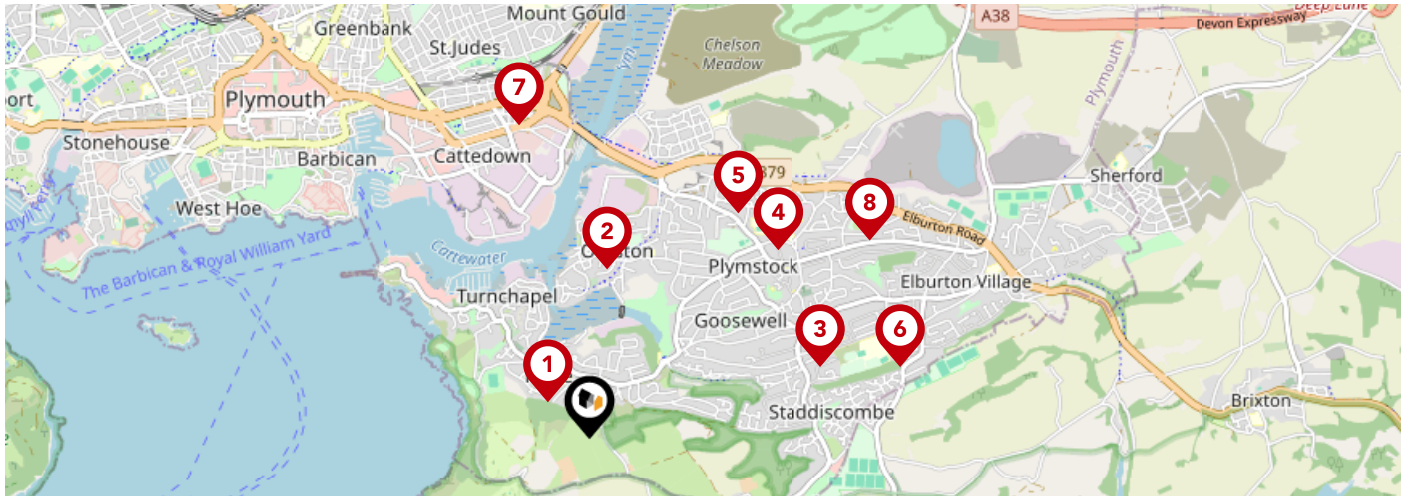 Mount Gould
A38
Deep Lane
Devon Expressway
Greenbank
St.Judes
Chelson
Meadow
Plymouth
7
Plymouth
Stonehouse
Barbican
Cattedown
5
4
8
Sherford
West Hoe
2
Elburton Road
The Barbican & Royal William Yard
Cattewater
Plymstock
Elburton Village
Turnchapel
Goosewell
3
6
1
Staddiscombe
Brixton